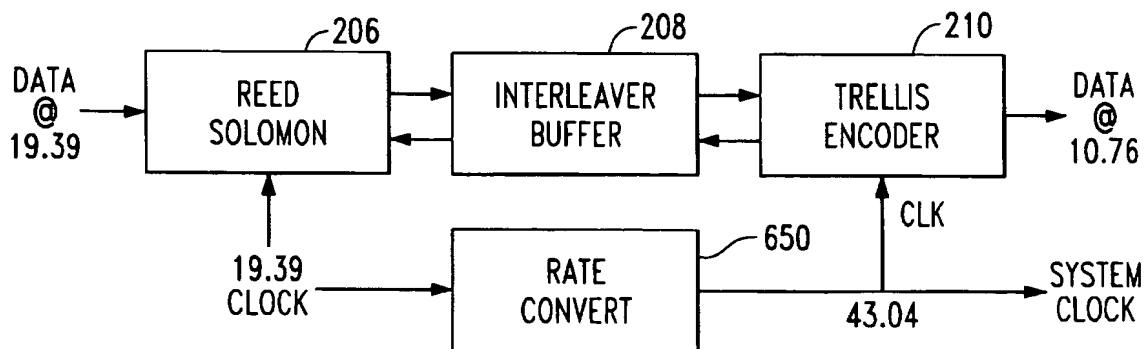 206
208
210
DATA
@
19.39
REED
SOLOMON
INTERLEAVER
BUFFER
TRELLIS
ENCODER
DATA
@
10.76
CLK
650
19.39
CLOCK
RATE
CONVERT
43.04
SYSTEM
CLOCK